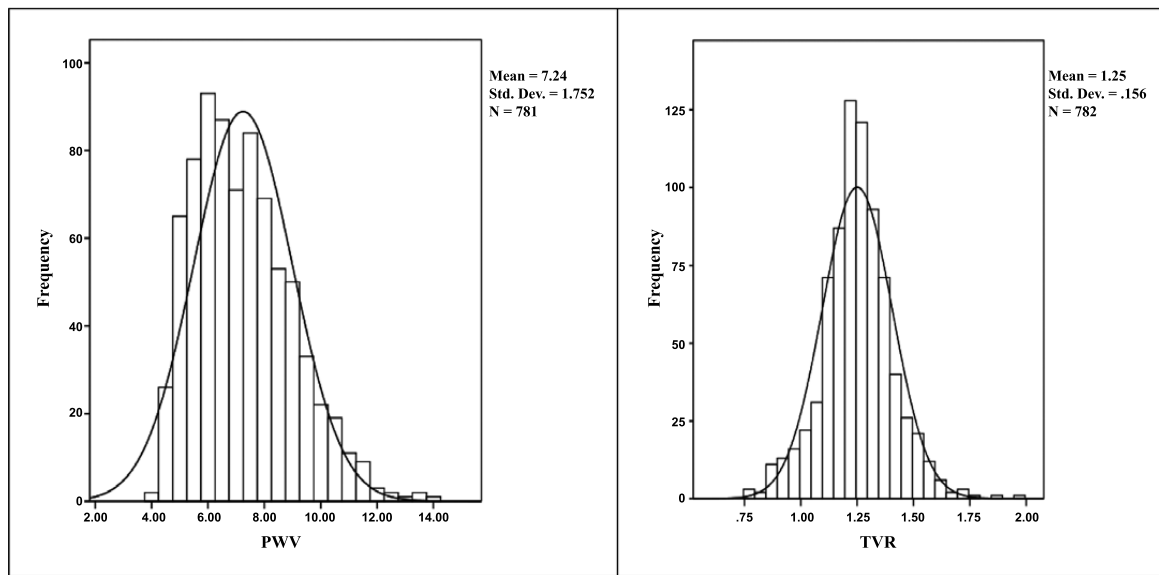 Mean = 7.24
Std. Dev. = 1.752
N = 781
100
80
60
40
20
0
Frequency
2.00 4.00 6.00 8.00 10.00 12.00 14.00
PWV
Mean = 1.25
Std. Dev. = .156
N = 782
125
100
75
50
25
0
Frequency
.75 1.00 1.25 1.50 1.75 2.00
TVR